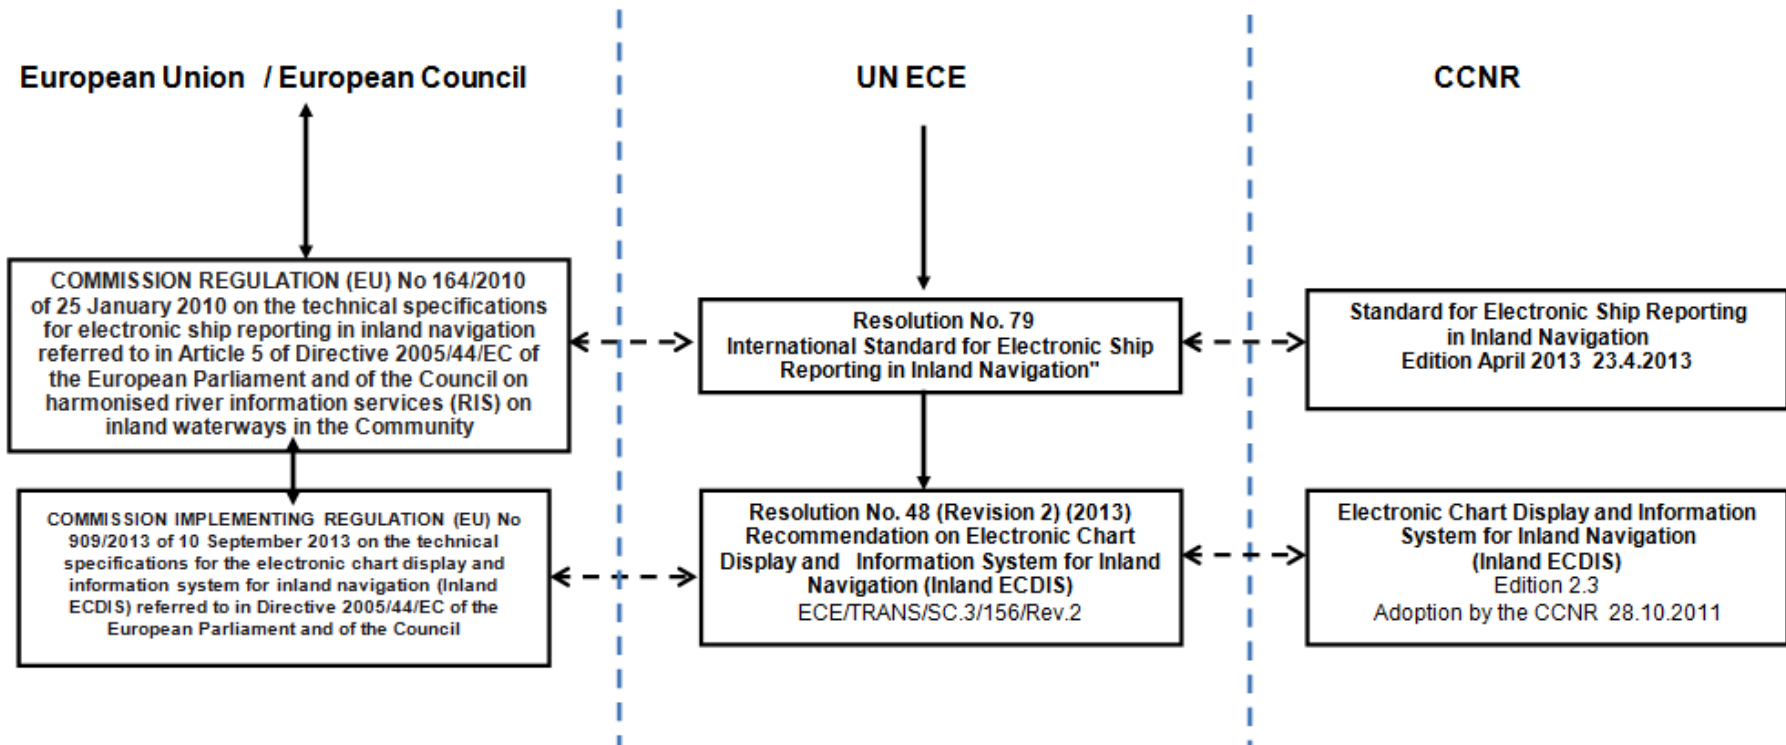 European Union / European Council
UN ECE
CCNR
COMMISSION REGULATION (EU) No 164/2010
of 25 January 2010 on the technical specifications
for electronic ship reporting in inland navigation
referred to in Article 5 of Directive 2005/44/EC of
the European Parliament and of the Council on
harmonised river information services (RIS) on
inland waterways in the Community
Resolution No. 79
International Standard for Electronic Ship
Reporting in Inland Navigation"
Standard for Electronic Ship Reporting
in Inland Navigation
Edition April 2013 23.4.2013
COMMISSION IMPLEMENTING REGULATION (EU) No
909/2013 of 10 September 2013 on the technical
specifications for the electronic chart display and
information system for inland navigation (Inland
ECDIS) referred to in Directive 2005/44/EC of the
European Parliament and of the Council
Resolution No. 48 (Revision 2) (2013)
Recommendation on Electronic Chart
Display and Information System for Inland
Navigation (Inland ECDIS)
ECE/TRANS/SC.3/156/Rev.2
Electronic Chart Display and Information
System for Inland Navigation
(Inland ECDIS)
Edition 2.3
Adoption by the CCNR 28.10.2011